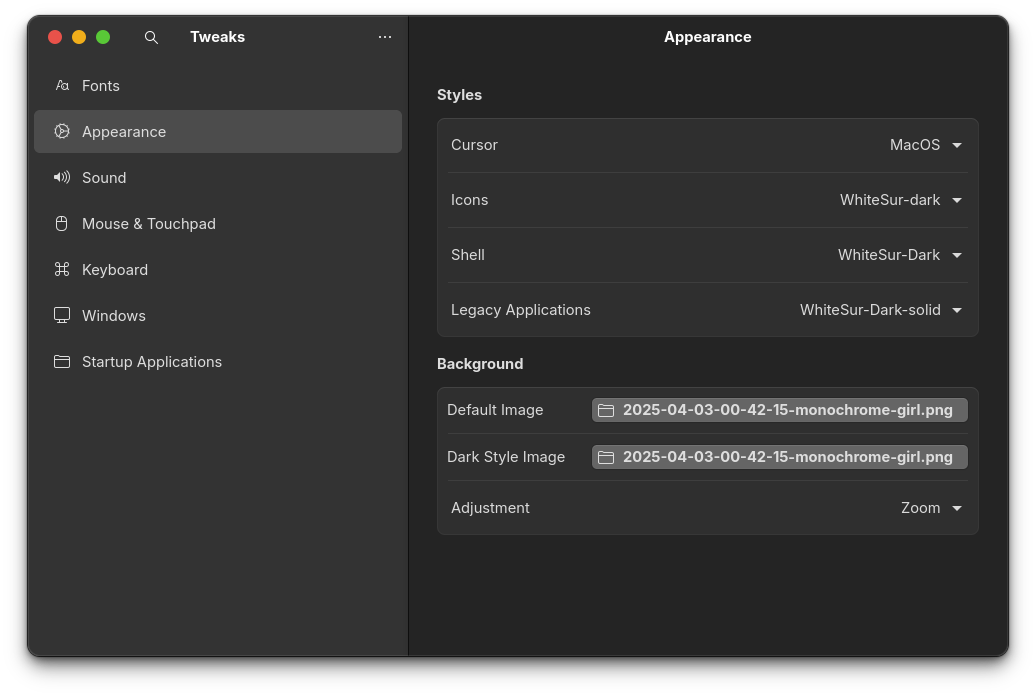 Tweaks
Fonts
Appearance
Sound
Mouse & Touchpad
Keyboard
Windows
Startup Applications
Appearance
Styles
Cursor MacOS
Icons WhiteSur-dark
Shell WhiteSur-Dark
Legacy Applications WhiteSur-Dark-solid
Background
Default Image 2025-04-03-00-42-15-monochrome-girl.png
Dark Style Image 2025-04-03-00-42-15-monochrome-girl.png
Adjustment Zoom